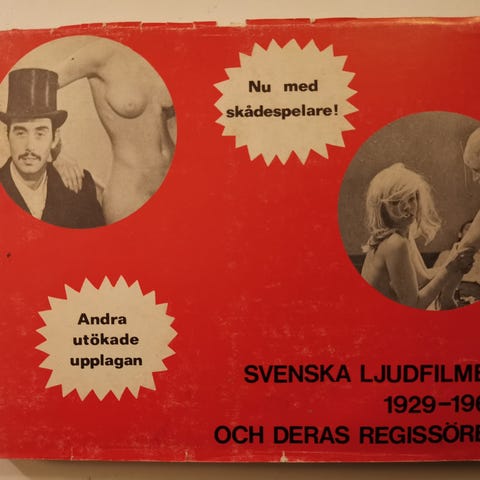 Nu med
skådespelare!
Andra
utökade
upplagan
SVENSKA LJUDFILME
1929-196
OCH DERAS REGISSÖRE